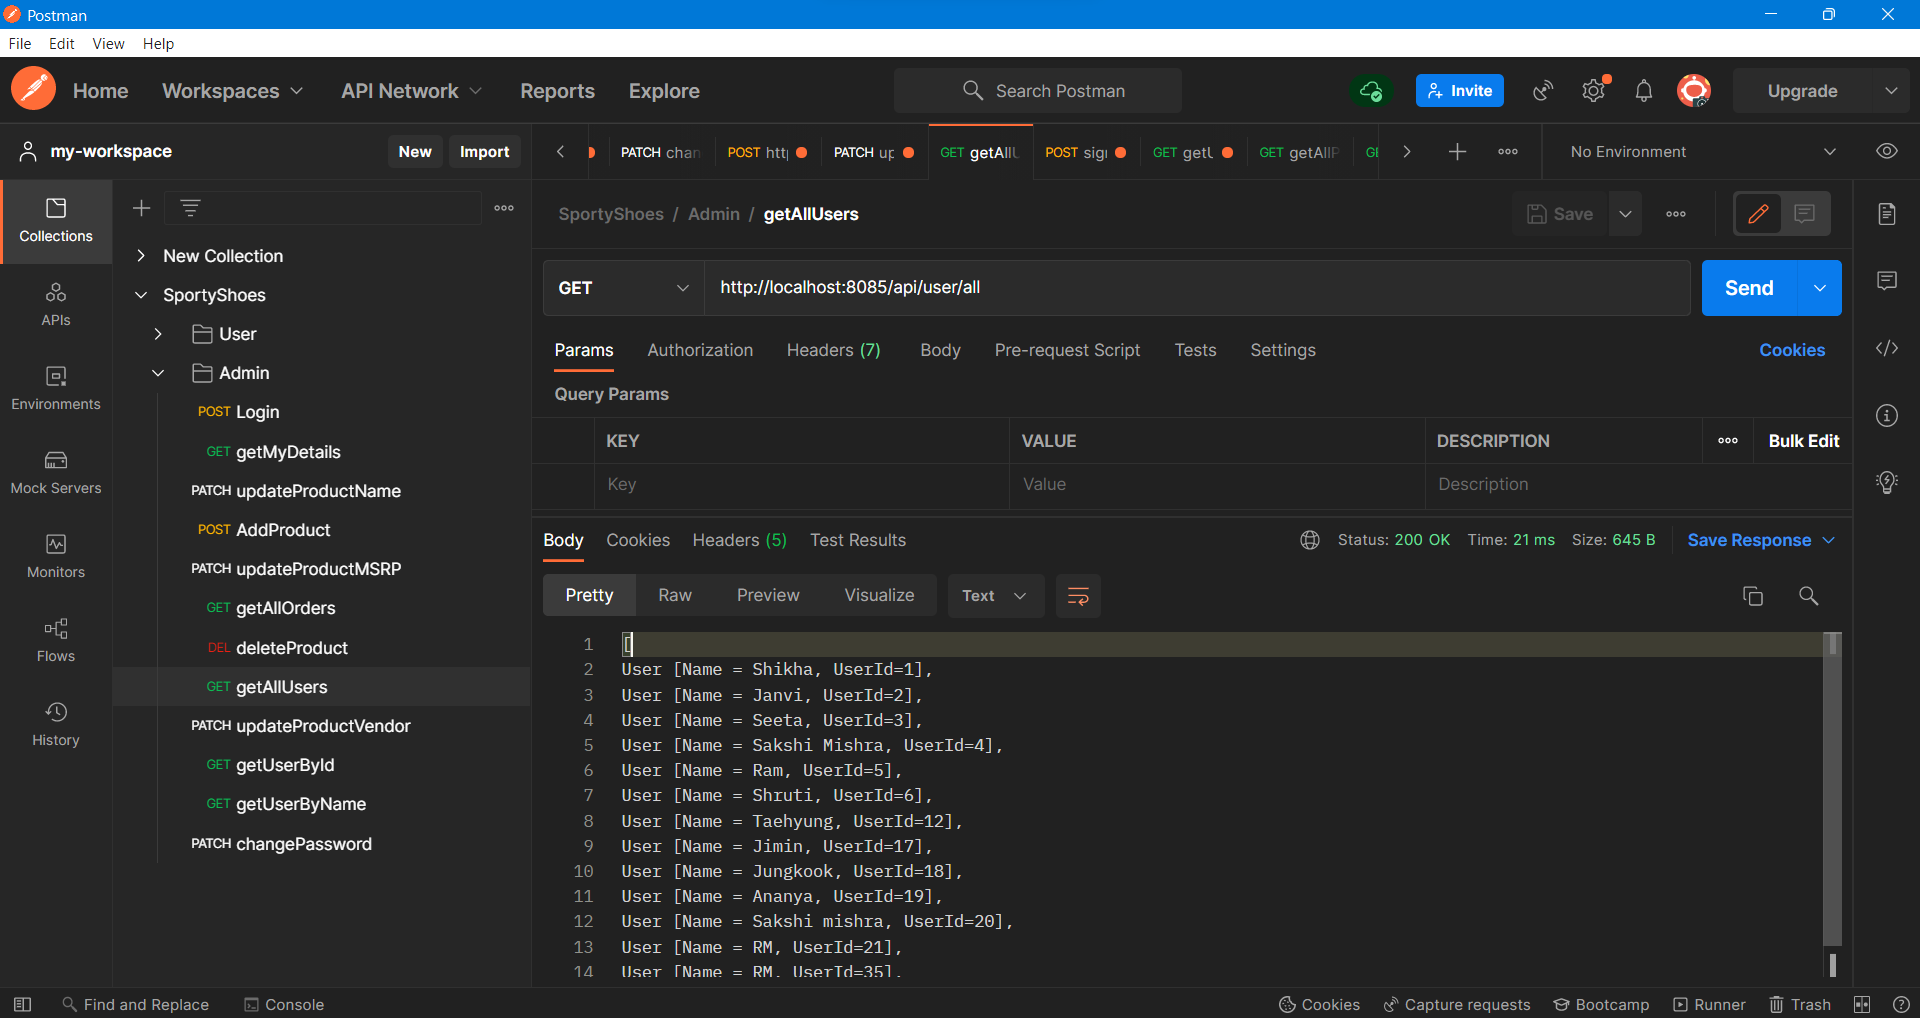 Postman
File Edit View Help
Home Workspaces API Network Reports Explore Search Postman Invite Upgrade
my-workspace New Import PATCH chan POST htt PATCH up GET getAllU POST sig GET getU GET getAllP GE No Environment
Collections
APIs
Environments
Mock Servers
Monitors
Flows
History
New Collection
SportyShoes
User
Admin
POST Login
GET getMyDetails
PATCH updateProductName
POST AddProduct
PATCH updateProductMSRP
GET getAllOrders
DEL deleteProduct
GET getAllUsers
PATCH updateProductVendor
GET getUserById
GET getUserByName
PATCH changePassword
SportyShoes / Admin / getAllUsers Save
GET http://localhost:8085/api/user/all Send
Params Authorization Headers (7) Body Pre-request Script Tests Settings Cookies
Query Params
KEY VALUE DESCRIPTION Bulk Edit
Key Value Description
Body Cookies Headers (5) Test Results Status: 200 OK Time: 21 ms Size: 645 B Save Response
Pretty Raw Preview Visualize Text
1 [
2 User [Name = Shikha, UserId=1],
3 User [Name = Janvi, UserId=2],
4 User [Name = Seeta, UserId=3],
5 User [Name = Sakshi Mishra, UserId=4],
6 User [Name = Ram, UserId=5],
7 User [Name = Shruti, UserId=6],
8 User [Name = Taehyung, UserId=12],
9 User [Name = Jimin, UserId=17],
10 User [Name = Jungkook, UserId=18],
11 User [Name = Ananya, UserId=19],
12 User [Name = Sakshi mishra, UserId=20],
13 User [Name = RM, UserId=21],
14 User [Name = RM, UserId=35],
Find and Replace Console Cookies Capture requests Bootcamp Runner Trash